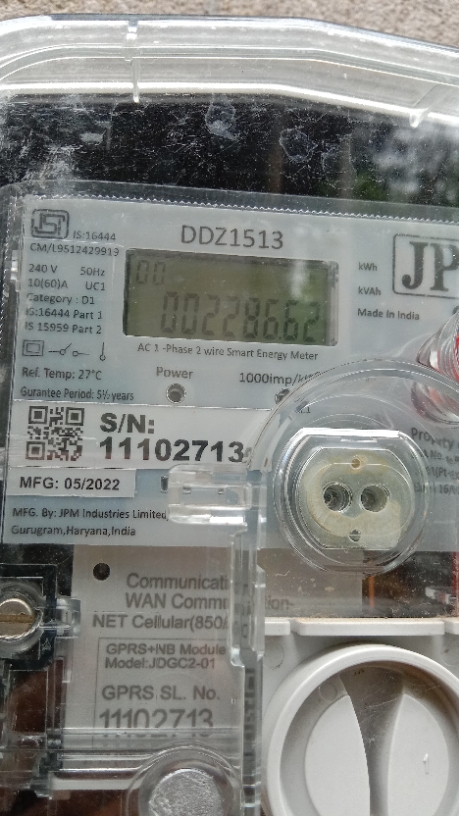 IS:16444
CM/L9512429919
DDZ1513
JP
240 V 50Hz
10(60)A UC1
Category : D1
IS:16444 Part 1
IS 15959 Part 2
00
00228662
kWh
kVAh
Made In India
AC 1 -Phase 2 wire Smart Energy Meter
Ref. Temp: 27°C
Power
1000imp/k
Gurantee Period: 5½ years
S/N:
11102713
Property
MFG: 05/2022
MFG. By: JPM Industries Limited,
Gurugram,Haryana,India
Communicati
WAN Comm
NET Cellular(850/
GPRS+NB Module
Model:JDGC2-01
GPRS SL. No.
11102713